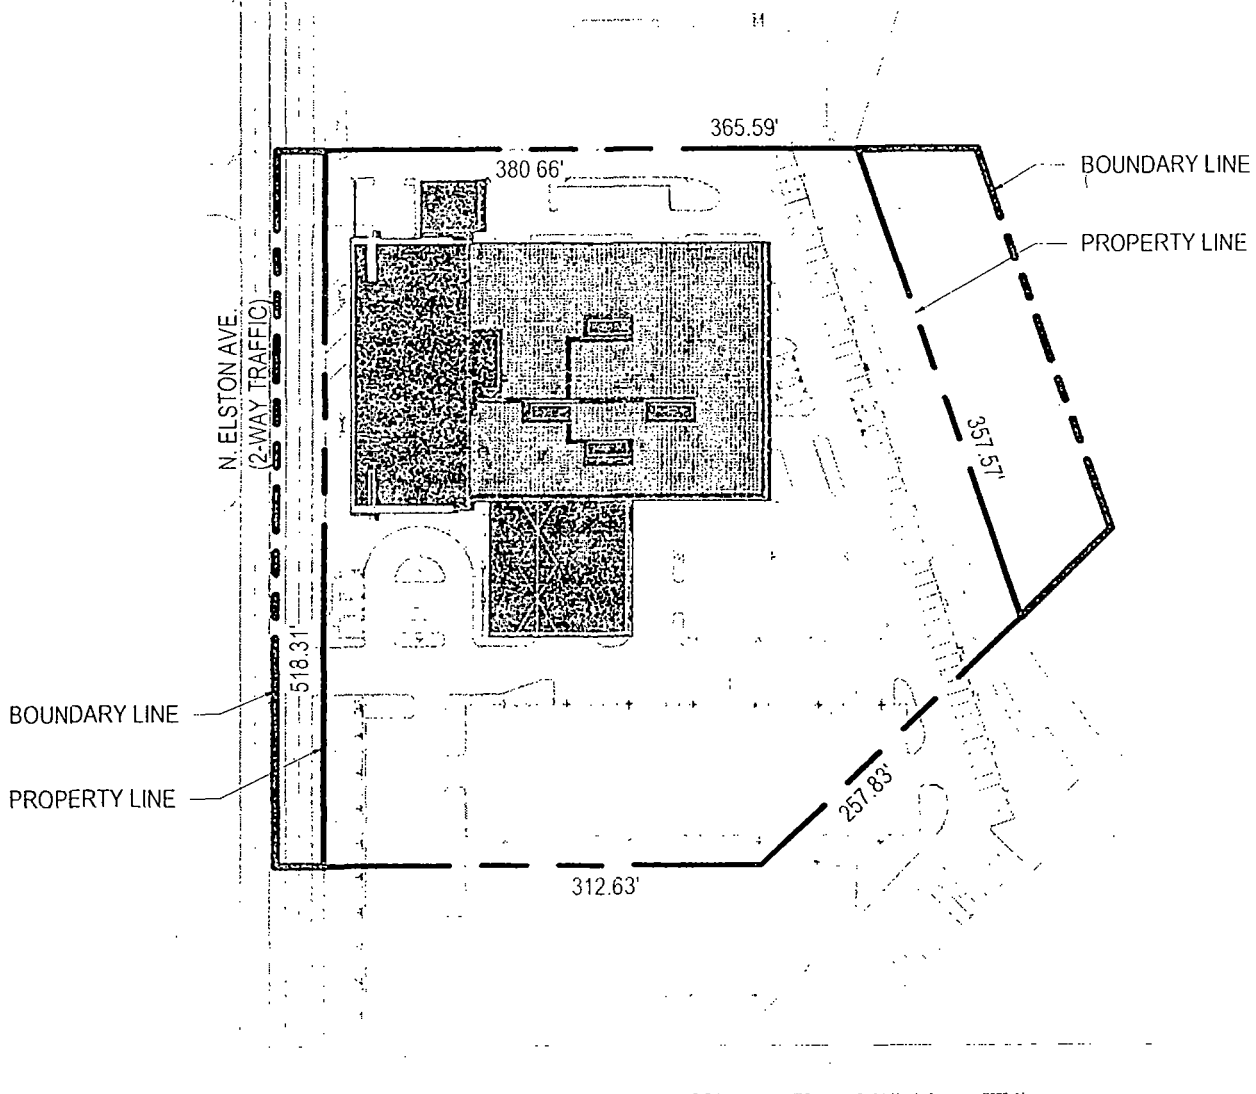 365.59'
380 66'
BOUNDARY LINE
PROPERTY LINE
N. ELSTON AVE.
(2-WAY TRAFFIC)
357.57'
518.31'
BOUNDARY LINE
PROPERTY LINE
257.83'
312.63'